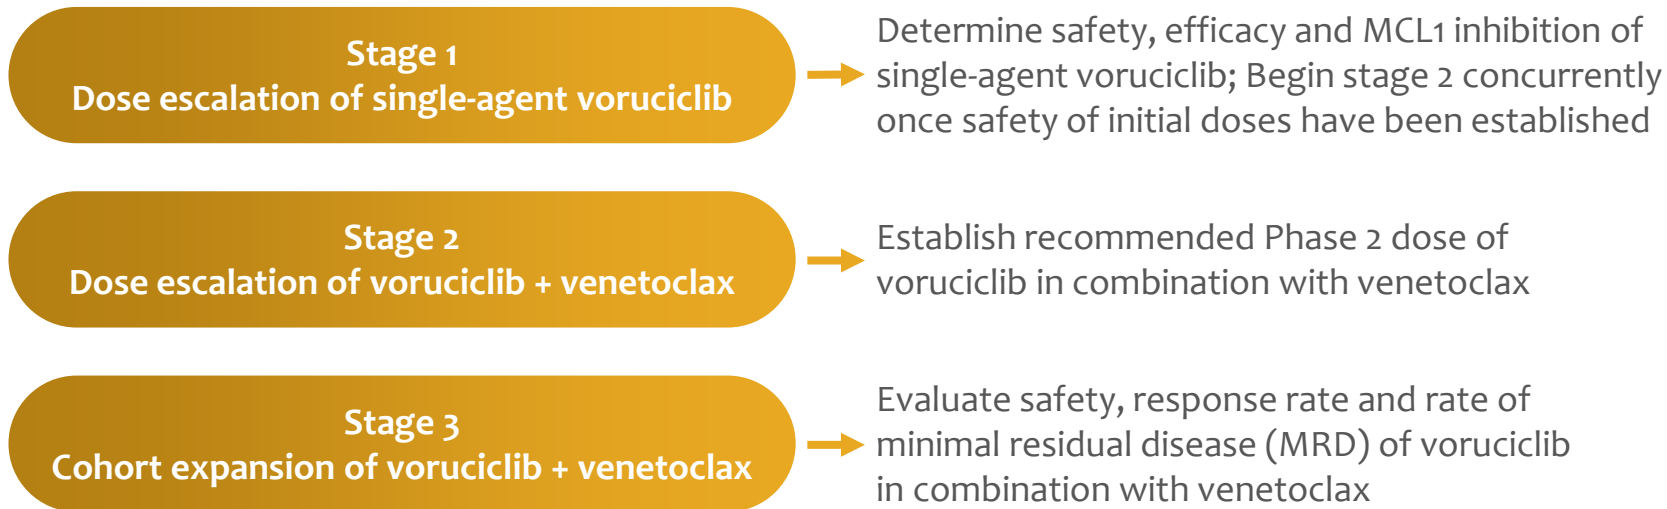 Stage 1
Dose escalation of single-agent voruciclib
Determine safety, efficacy and MCL1 inhibition of
single-agent voruciclib; Begin stage 2 concurrently
once safety of initial doses have been established
Stage 2
Dose escalation of voruciclib + venetoclax
Establish recommended Phase 2 dose of
voruciclib in combination with venetoclax
Stage 3
Cohort expansion of voruciclib + venetoclax
Evaluate safety, response rate and rate of
minimal residual disease (MRD) of voruciclib
in combination with venetoclax